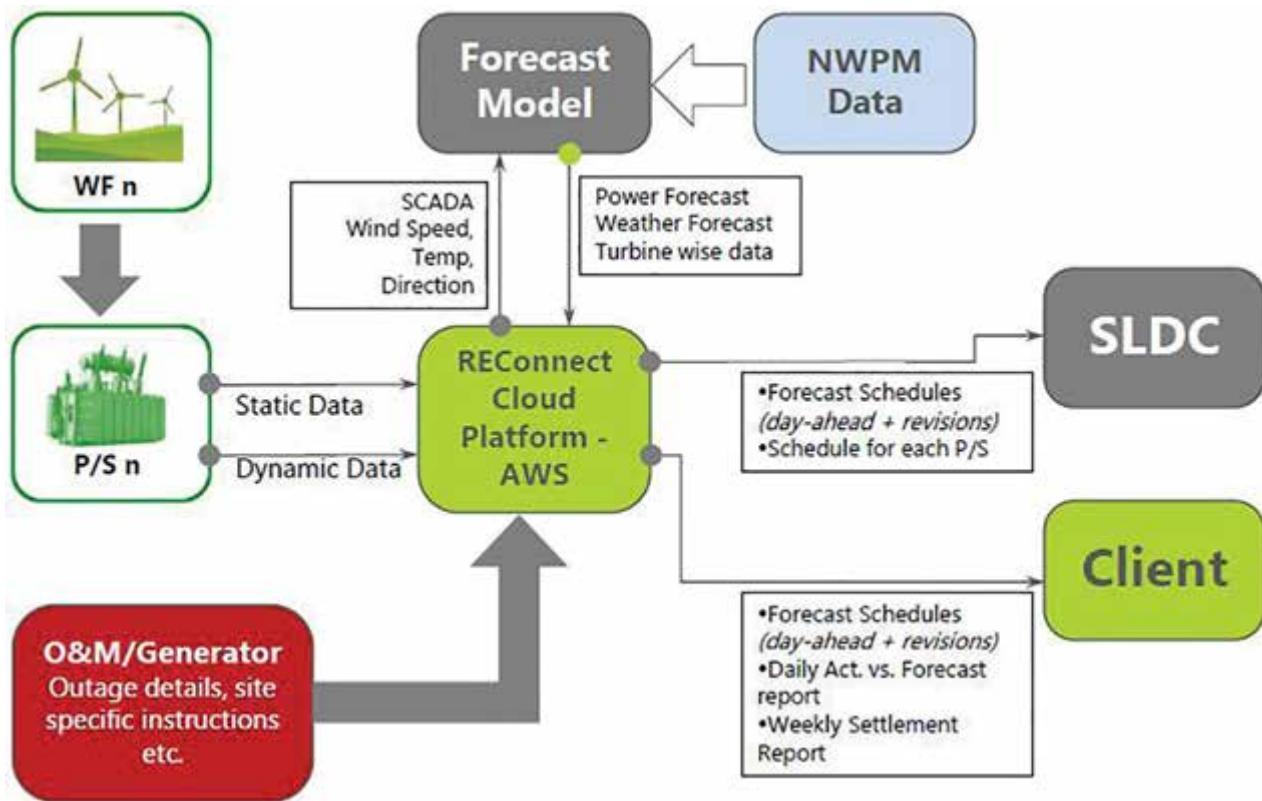 Forecast
Model
NWPM
Data
WF n
SCADA
Wind Speed,
Temp,
Direction
Power Forecast
Weather Forecast
Turbine wise data
P/S n
Static Data
Dynamic Data
REConnect
Cloud
Platform -
AWS
SLDC
•Forecast Schedules
(day-ahead + revisions)
•Schedule for each P/S
Client
•Forecast Schedules
(day-ahead + revisions)
•Daily Act. vs. Forecast
report
•Weekly Settlement
Report
O&M/Generator
Outage details, site
specific instructions
etc.